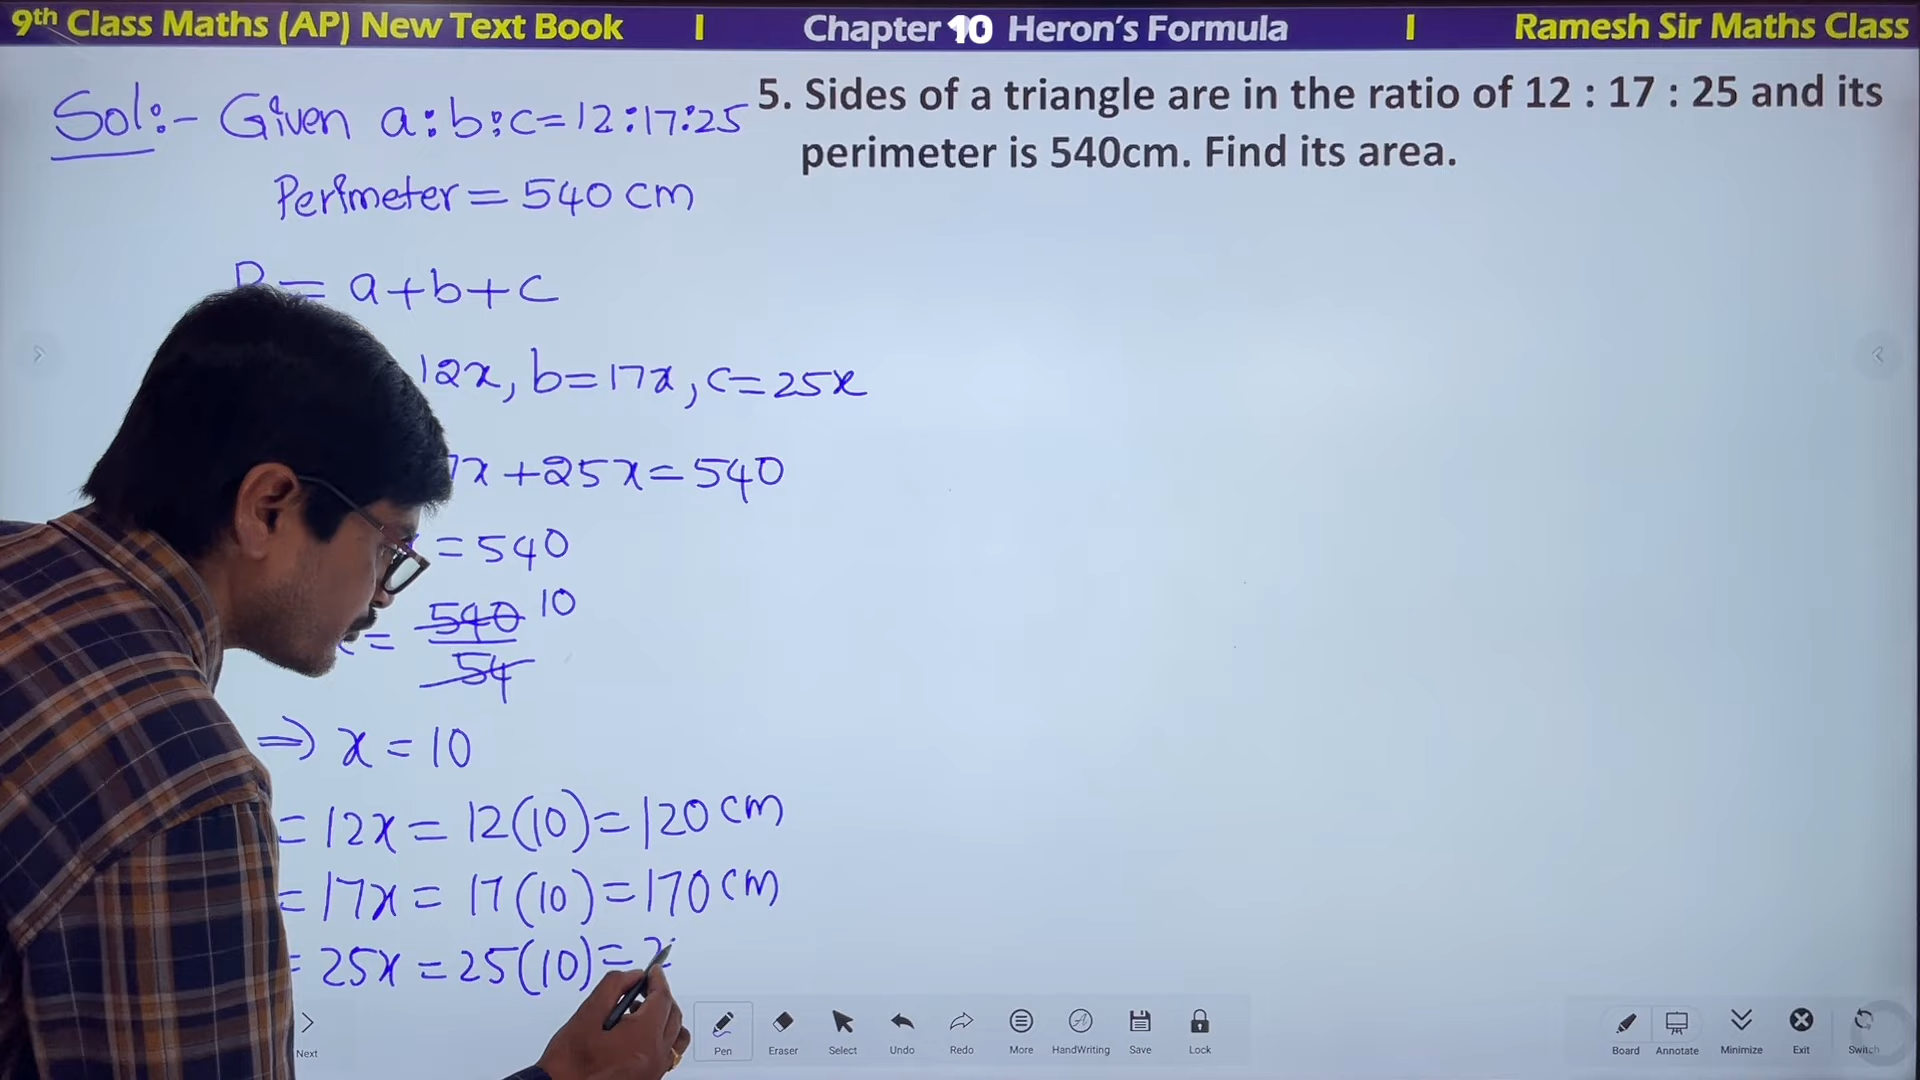 9th Class Maths (AP) New Text Book I Chapter 10 Heron's Formula I Ramesh Sir Maths Class
5. Sides of a triangle are in the ratio of 12 : 17 : 25 and its
perimeter is 540cm. Find its area.
Sol:- Given a:b:c=12:17:25
Perimeter = 540 cm
= a+b+c
12x, b=17x, c=25x
7x +25x=540
= 540
= 540 10
54
⇒ x = 10
= 12x = 12(10) = 120 cm
= 17x = 17(10) = 170 cm
= 25x = 25(10) =
Next
Pen Eraser Select Undo Redo More HandWriting Save Lock
Board Annotate Minimize Exit Switch